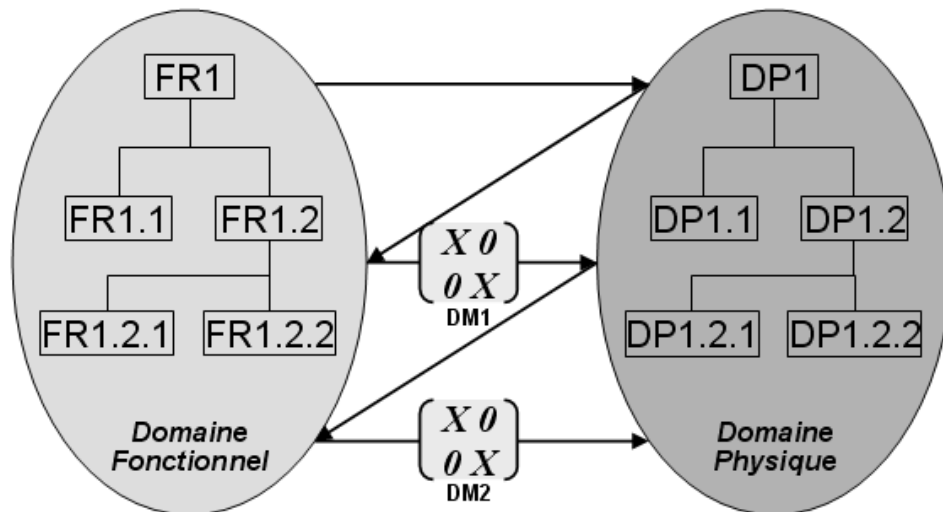 FR1
DP1
FR1.1 FR1.2
DP1.1 DP1.2
X 0
0 X
DM1
FR1.2.1 FR1.2.2
DP1.2.1 DP1.2.2
X 0
0 X
DM2
Domaine
Fonctionnel
Domaine
Physique